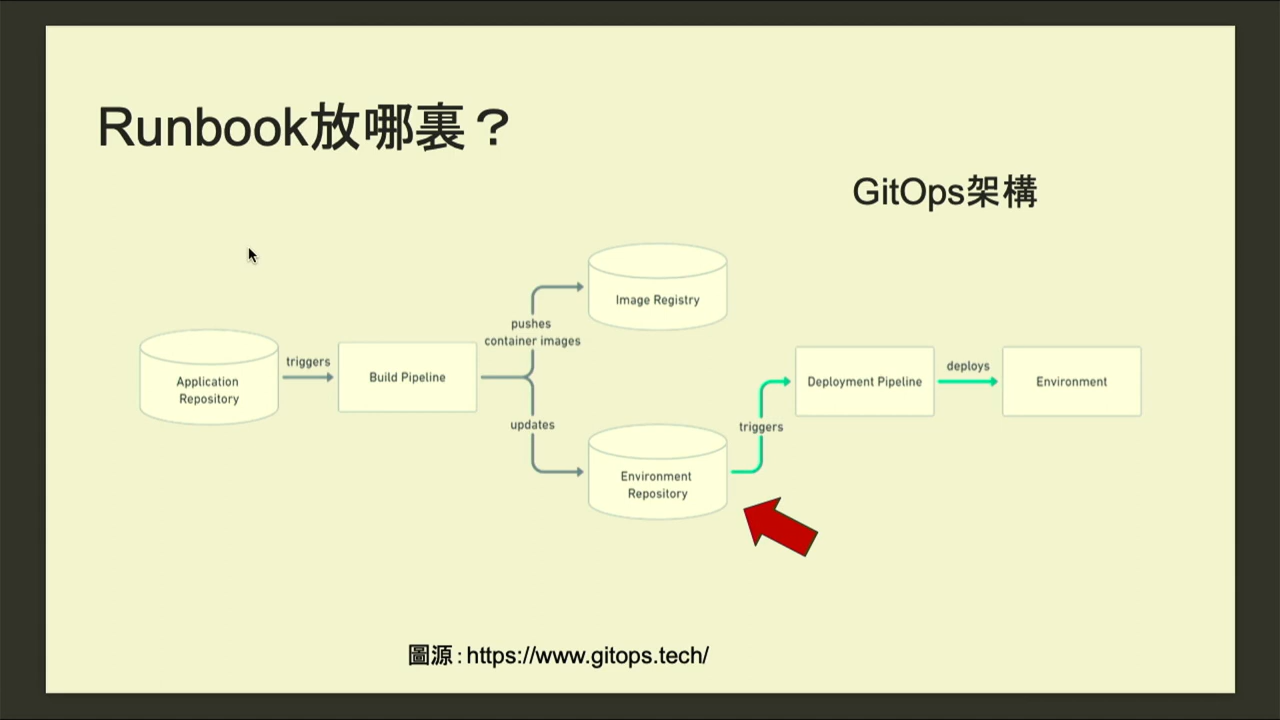 Runbook放哪裏？
GitOps架構
Image Registry
pushes
container images
triggers
Application
Repository
Build Pipeline
deploys
Deployment Pipeline
Environment
updates
triggers
Environment
Repository
圖源：https://www.gitops.tech/